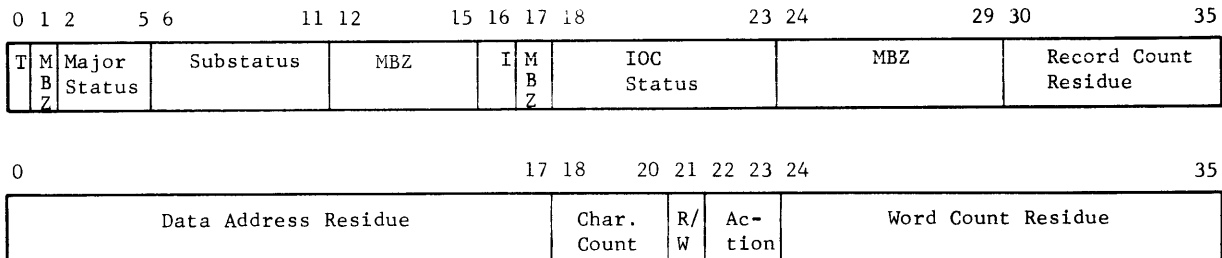 0 1 2 5 6 11 12 15 16 17 18 23 24 29 30 35
T M Major Substatus MBZ I M IOC MBZ Record Count
B Status B Status Residue
Z Z
0 17 18 20 21 22 23 24 35
Data Address Residue Char. R/ Ac- Word Count Residue
Count W tion